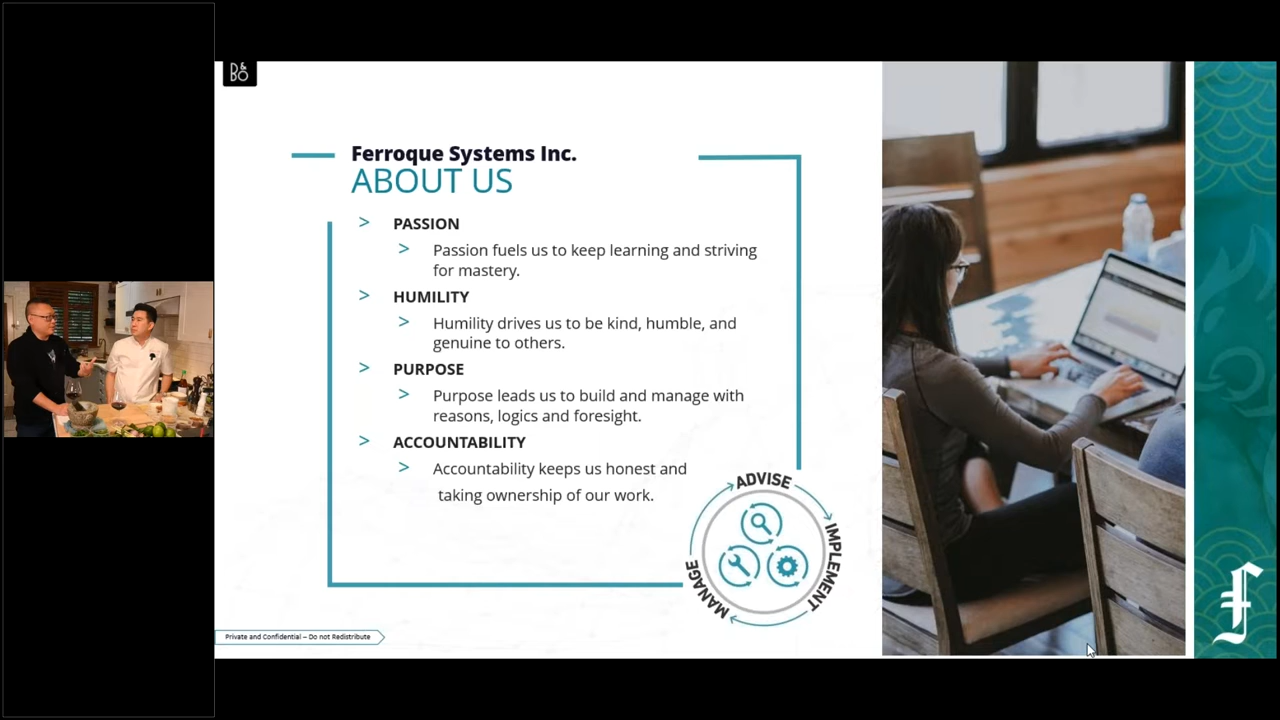 D&
BO
Ferroque Systems Inc.
ABOUT US
> PASSION
> Passion fuels us to keep learning and striving
for mastery.
> HUMILITY
> Humility drives us to be kind, humble, and
genuine to others.
> PURPOSE
> Purpose leads us to build and manage with
reasons, logics and foresight.
> ACCOUNTABILITY
> Accountability keeps us honest and
taking ownership of our work.
ADVISE
IMPLEMENT
MANAGE
Private and Confidential – Do not Redistribute